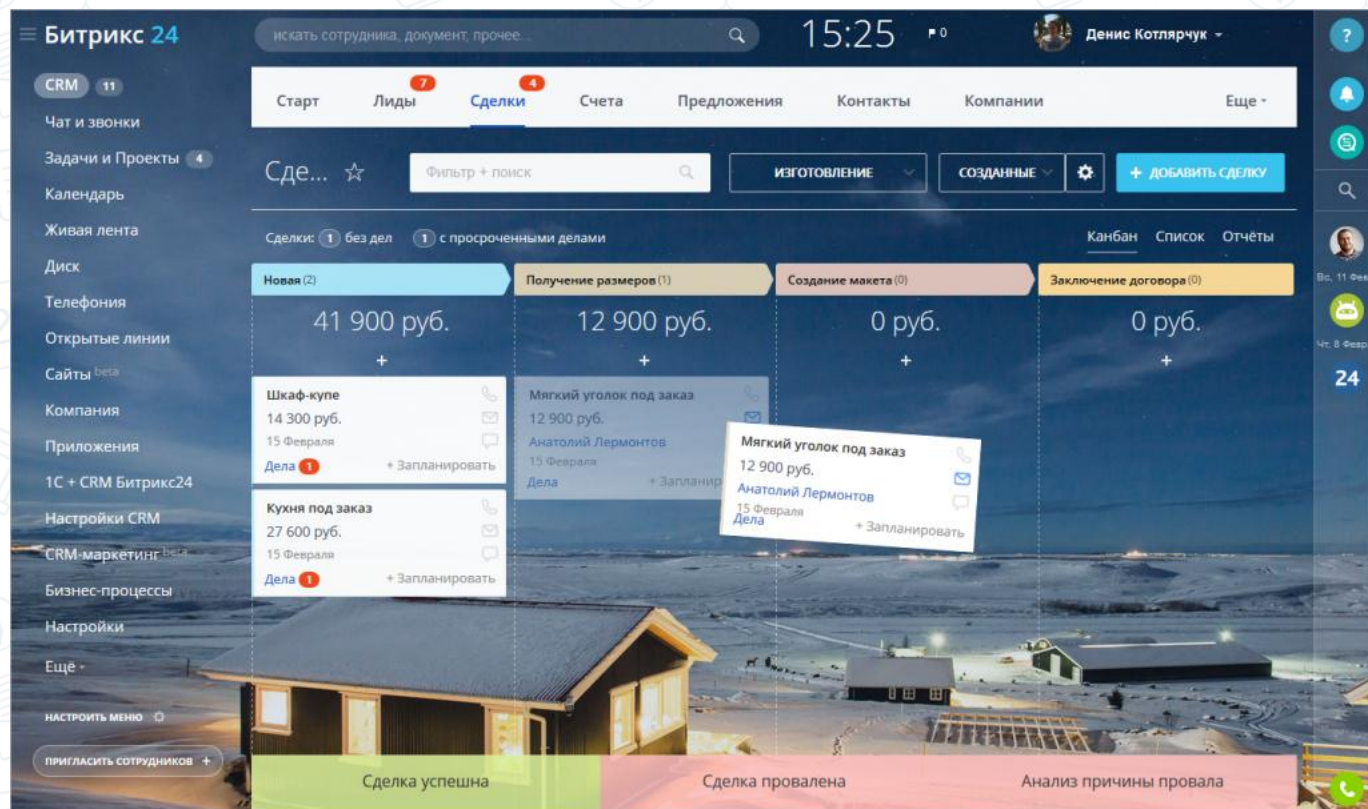 Битрикс 24
искать сотрудника, документ, прочее...
15:25
0
Денис Котлярчук
?
CRM 11
Чат и звонки
Задачи и Проекты 4
Календарь
Живая лента
Диск
Телефония
Открытые линии
Сайты beta
Компания
Приложения
1С + CRM Битрикс24
Настройки CRM
CRM-маркетинг beta
Бизнес-процессы
Настройки
Ещё
НАСТРОИТЬ МЕНЮ
ПРИГЛАСИТЬ СОТРУДНИКОВ +
Старт Лиды 7 Сделки 4 Счета Предложения Контакты Компании Еще
Сде... Фильтр + поиск ИЗГОТОВЛЕНИЕ СОЗДАННЫЕ + ДОБАВИТЬ СДЕЛКУ
Сделки: 1 без дел 1 с просроченными делами Канбан Список Отчёты
Новая (2)
41 900 руб.
+
Шкаф-купе
14 300 руб.
15 Февраля
Дела 1 + Запланировать
Кухня под заказ
27 600 руб.
15 Февраля
Дела 1 + Запланировать
Получение размеров (1)
12 900 руб.
+
Мягкий уголок под заказ
12 900 руб.
Анатолий Лермонтов
15 Февраля
Дела + Запланир
Создание макета (0)
0 руб.
+
Мягкий уголок под заказ
12 900 руб.
Анатолий Лермонтов
15 Февраля
Дела + Запланировать
Заключение договора (0)
0 руб.
+
Сделка успешна Сделка провалена Анализ причины провала
Вс, 11 Фев
Чт, 8 Февр
24